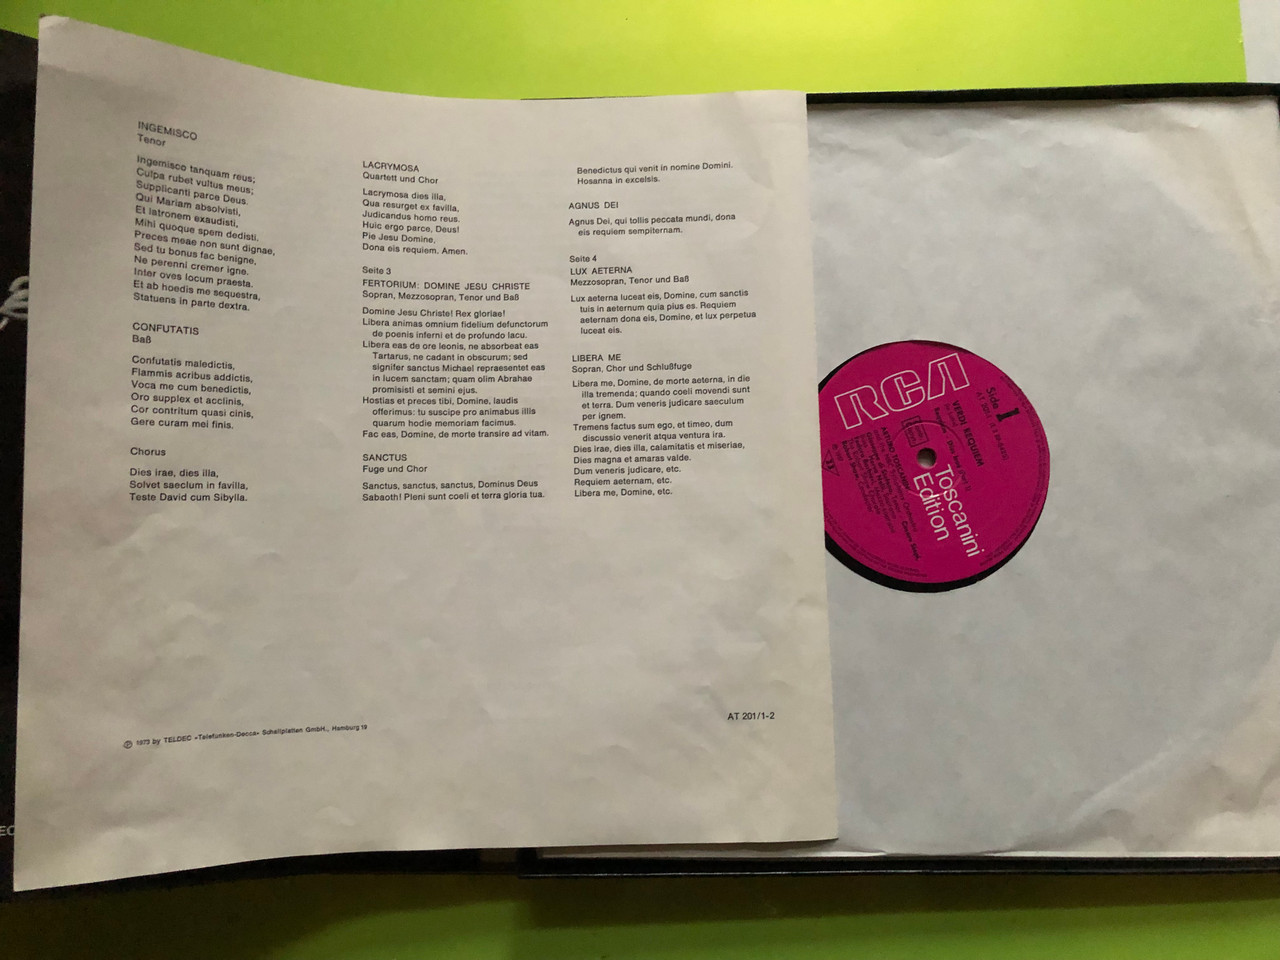 INGEMISCO
Tenor
Ingemisco tanquam reus;
Culpa rubet vultus meus;
Supplicanti parce Deus.
Qui Mariam absolvisti,
Et latronem exaudisti,
Mihi quoque spem dedisti.
Preces meae non sunt dignae,
Sed tu bonus fac benigne,
Ne perenni cremer igne.
Inter oves locum praesta.
Et ab hoedis me sequestra,
Statuens in parte dextra.
CONFUTATIS
Baß
Confutatis maledictis,
Flammis acribus addictis,
Voca me cum benedictis,
Oro supplex et acclinis,
Cor contritum quasi cinis,
Gere curam mei finis.
Chorus
Dies irae, dies illa,
Solvet saeclum in favilla,
Teste David cum Sibylla.
LACRYMOSA
Quartett und Chor
Lacrymosa dies illa,
Qua resurget ex favilla,
Judicandus homo reus.
Huic ergo parce, Deus!
Pie Jesu Domine,
Dona eis requiem. Amen.
Seite 3
FERTORIUM: DOMINE JESU CHRISTE
Sopran, Mezzosopran, Tenor und Baß
Domine Jesu Christe! Rex gloriae!
Libera animas omnium fidelium defunctorum
de poenis inferni et de profundo lacu.
Libera eas de ore leonis, ne absorbeat eas
Tartarus, ne cadant in obscurum; sed
signifer sanctus Michael repraesentet eas
in lucem sanctam; quam olim Abrahae
promisisti et semini ejus.
Hostias et preces tibi, Domine, laudis
offerimus: tu suscipe pro animabus illis
quarum hodie memoriam facimus.
Fac eas, Domine, de morte transire ad vitam.
SANCTUS
Fuge und Chor
Sanctus, sanctus, sanctus, Dominus Deus
Sabaoth! Pleni sunt coeli et terra gloria tua.
Benedictus qui venit in nomine Domini.
Hosanna in excelsis.
AGNUS DEI
Agnus Dei, qui tollis peccata mundi, dona
eis requiem sempiternam.
Seite 4
LUX AETERNA
Mezzosopran, Tenor und Baß
Lux aeterna luceat eis, Domine, cum sanctis
tuis in aeternum quia pius es. Requiem
aeternam dona eis, Domine, et lux perpetua
luceat eis.
LIBERA ME
Sopran, Chor und Schlußfuge
Libera me, Domine, de morte aeterna, in die
illa tremenda; quando coeli movendi sunt
et terra. Dum veneris judicare saeculum
per ignem.
Tremens factus sum ego, et timeo, dum
discussio venerit atqua ventura ira.
Dies irae, dies illa, calamitatis et miseriae,
Dies magna et amaras valde.
Dum veneris judicare, etc.
Requiem aeternam, etc.
Libera me, Domine, etc.
℗ 1973 by TELDEC »Telefunken-Decca« Schallplatten GmbH., Hamburg 19
AT 201/1-2
RCA
Side 1
VERDI REQUIEM
ARTURO TOSCANINI
Toscanini
Edition